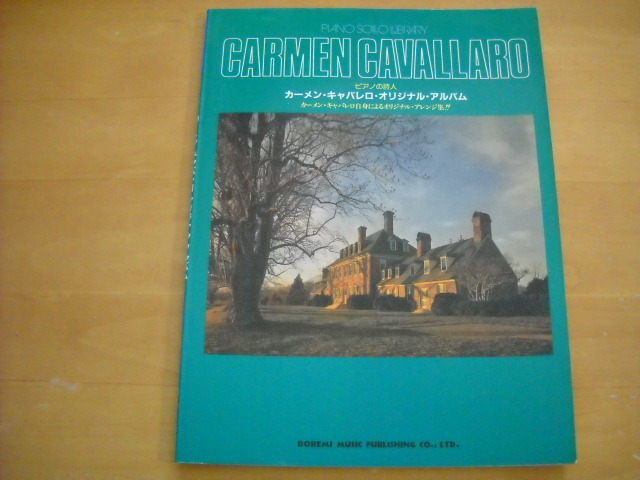 PIANO SOLO LIBRARY
CARMEN CAVALLARO
ピアノの詩人
カーメン・キャバレロ・オリジナル・アルバム
カーメン・キャバレロ自身によるオリジナル・アレンジ集!!
DOREMI MUSIC PUBLISHING CO., LTD.